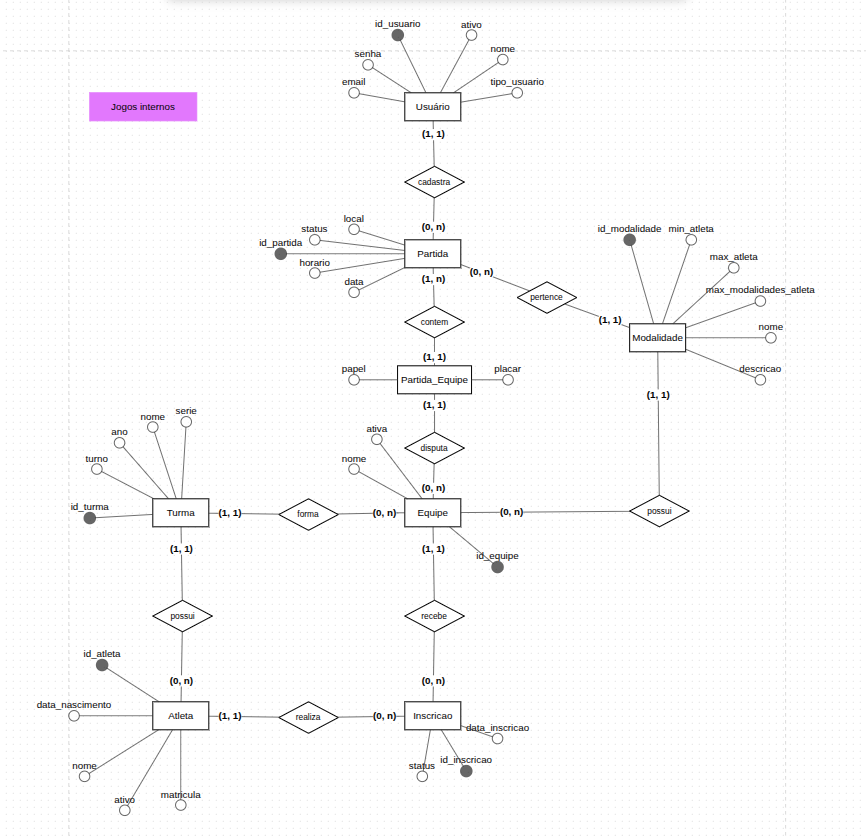 id_usuario
ativo
senha
nome
email
tipo_usuario
Jogos internos
Usuário
(1, 1)
cadastra
local
(0, n)
status
id_partida
id_modalidade
min_atleta
Partida
max_atleta
horario
(0, n)
data
(1, n)
max_modalidades_atleta
pertence
contem
(1, 1)
nome
Modalidade
(1, 1)
papel
placar
descricao
Partida_Equipe
(1, 1)
(1, 1)
serie
nome
ano
ativa
disputa
turno
nome
(0, n)
id_turma
Turma
(1, 1)
forma
(0, n)
Equipe
(0, n)
possui
(1, 1)
(1, 1)
id_equipe
possui
recebe
id_atleta
(0, n)
(0, n)
data_nascimento
Atleta
(1, 1)
realiza
(0, n)
Inscricao
data_inscricao
nome
status
id_inscricao
ativo
matricula